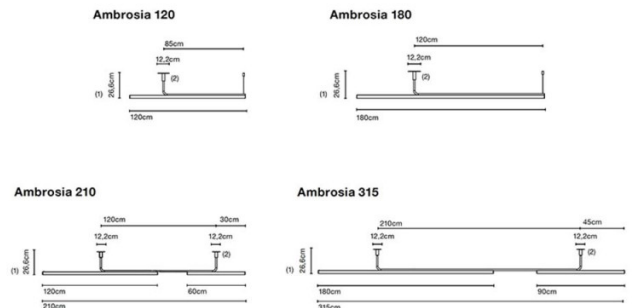 Ambrosia 120
85cm
12,2cm
(2)
26,6cm
(1)
120cm
Ambrosia 180
120cm
12,2cm
(2)
26,6cm
(1)
180cm
Ambrosia 210
120cm
30cm
12,2cm
12,2cm
(2)
26,6cm
(1)
120cm
60cm
210cm
Ambrosia 315
210cm
45cm
12,2cm
12,2cm
(2)
26,6cm
(1)
180cm
90cm
315cm